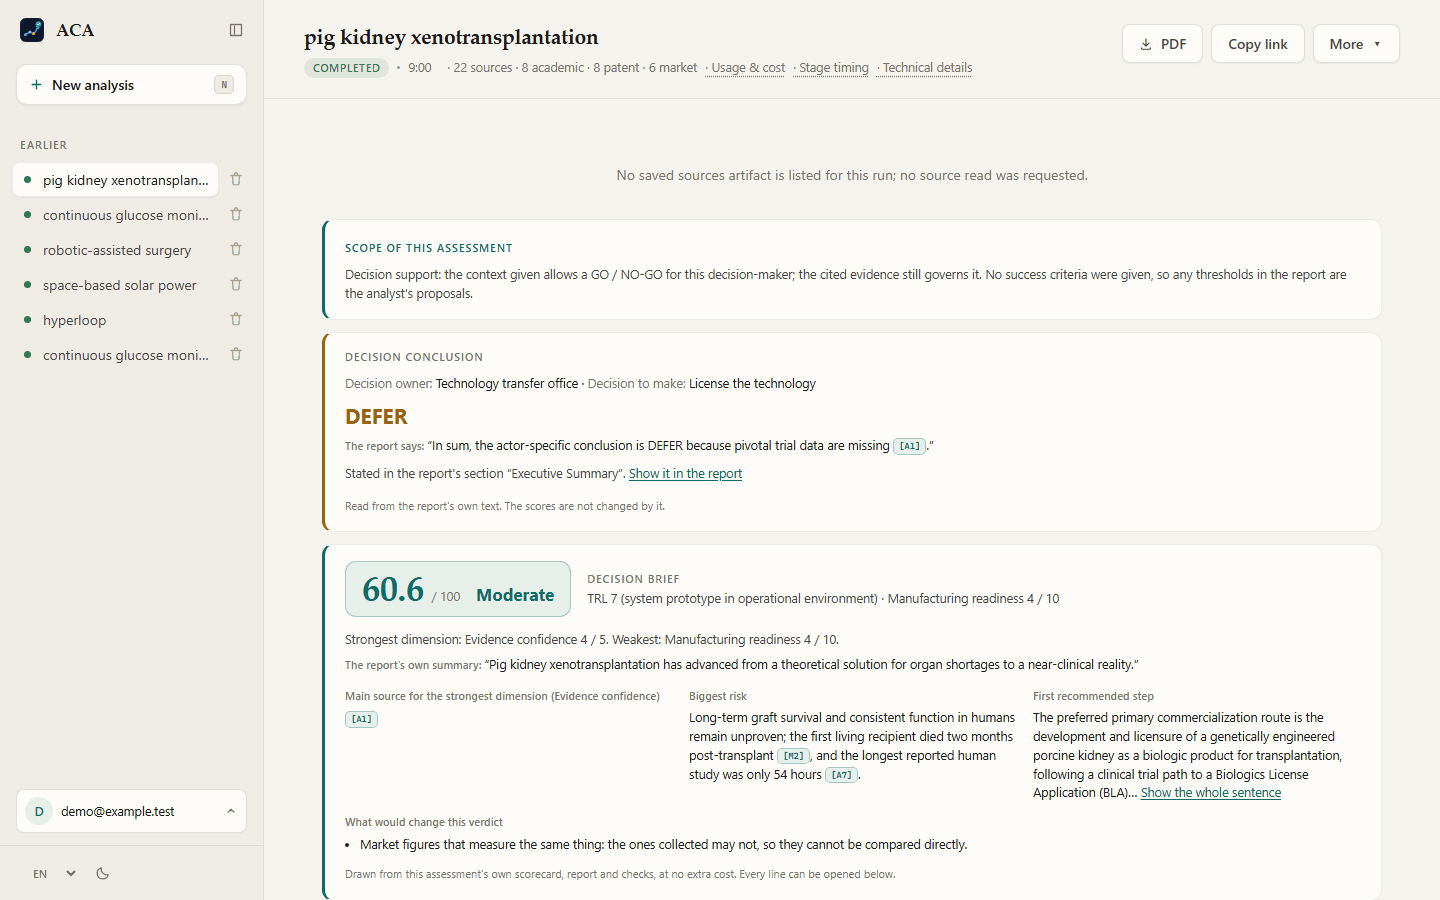 ACA
New analysis
N
EARLIER
pig kidney xenotransplan...
continuous glucose moni...
robotic-assisted surgery
space-based solar power
hyperloop
continuous glucose moni...
D
demo@example.test
EN
pig kidney xenotransplantation
COMPLETED • 9:00 · 22 sources · 8 academic · 8 patent · 6 market · Usage & cost · Stage timing · Technical details
PDF
Copy link
More
No saved sources artifact is listed for this run; no source read was requested.
SCOPE OF THIS ASSESSMENT
Decision support: the context given allows a GO / NO-GO for this decision-maker; the cited evidence still governs it. No success criteria were given, so any thresholds in the report are
the analyst's proposals.
DECISION CONCLUSION
Decision owner: Technology transfer office · Decision to make: License the technology
DEFER
The report says: “In sum, the actor-specific conclusion is DEFER because pivotal trial data are missing [A1].”
Stated in the report's section “Executive Summary”. Show it in the report
Read from the report's own text. The scores are not changed by it.
60.6 / 100 Moderate
DECISION BRIEF
TRL 7 (system prototype in operational environment) · Manufacturing readiness 4 / 10
Strongest dimension: Evidence confidence 4 / 5. Weakest: Manufacturing readiness 4 / 10.
The report's own summary: “Pig kidney xenotransplantation has advanced from a theoretical solution for organ shortages to a near-clinical reality.”
Main source for the strongest dimension (Evidence confidence)
[A1]
Biggest risk
Long-term graft survival and consistent function in humans
remain unproven; the first living recipient died two months
post-transplant [M2], and the longest reported human
study was only 54 hours [A7].
First recommended step
The preferred primary commercialization route is the
development and licensure of a genetically engineered
porcine kidney as a biologic product for transplantation,
following a clinical trial path to a Biologics License
Application (BLA)... Show the whole sentence
What would change this verdict
• Market figures that measure the same thing: the ones collected may not, so they cannot be compared directly.
Drawn from this assessment's own scorecard, report and checks, at no extra cost. Every line can be opened below.